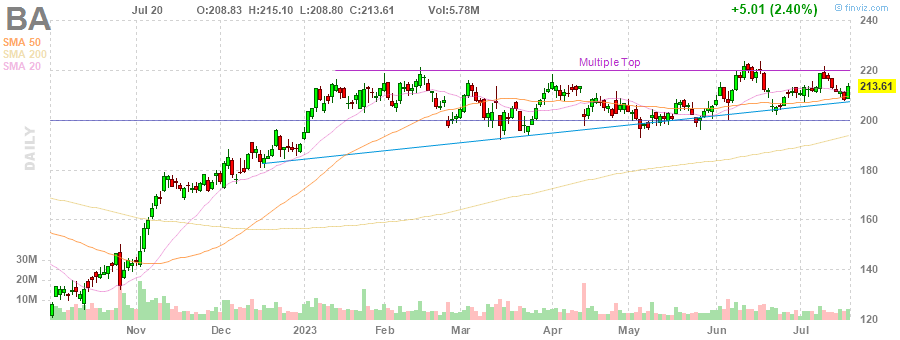 BA
Jul 20 O:208.83 H:215.10 L:208.80 C:213.61 Vol:5.78M +5.01 (2.40%) © finviz.com
SMA 50
SMA 200
SMA 20
Multiple Top
DAILY
240
220
213.61
200
180
160
140
120
30M
20M
10M
Nov Dec 2023 Feb Mar Apr May Jun Jul